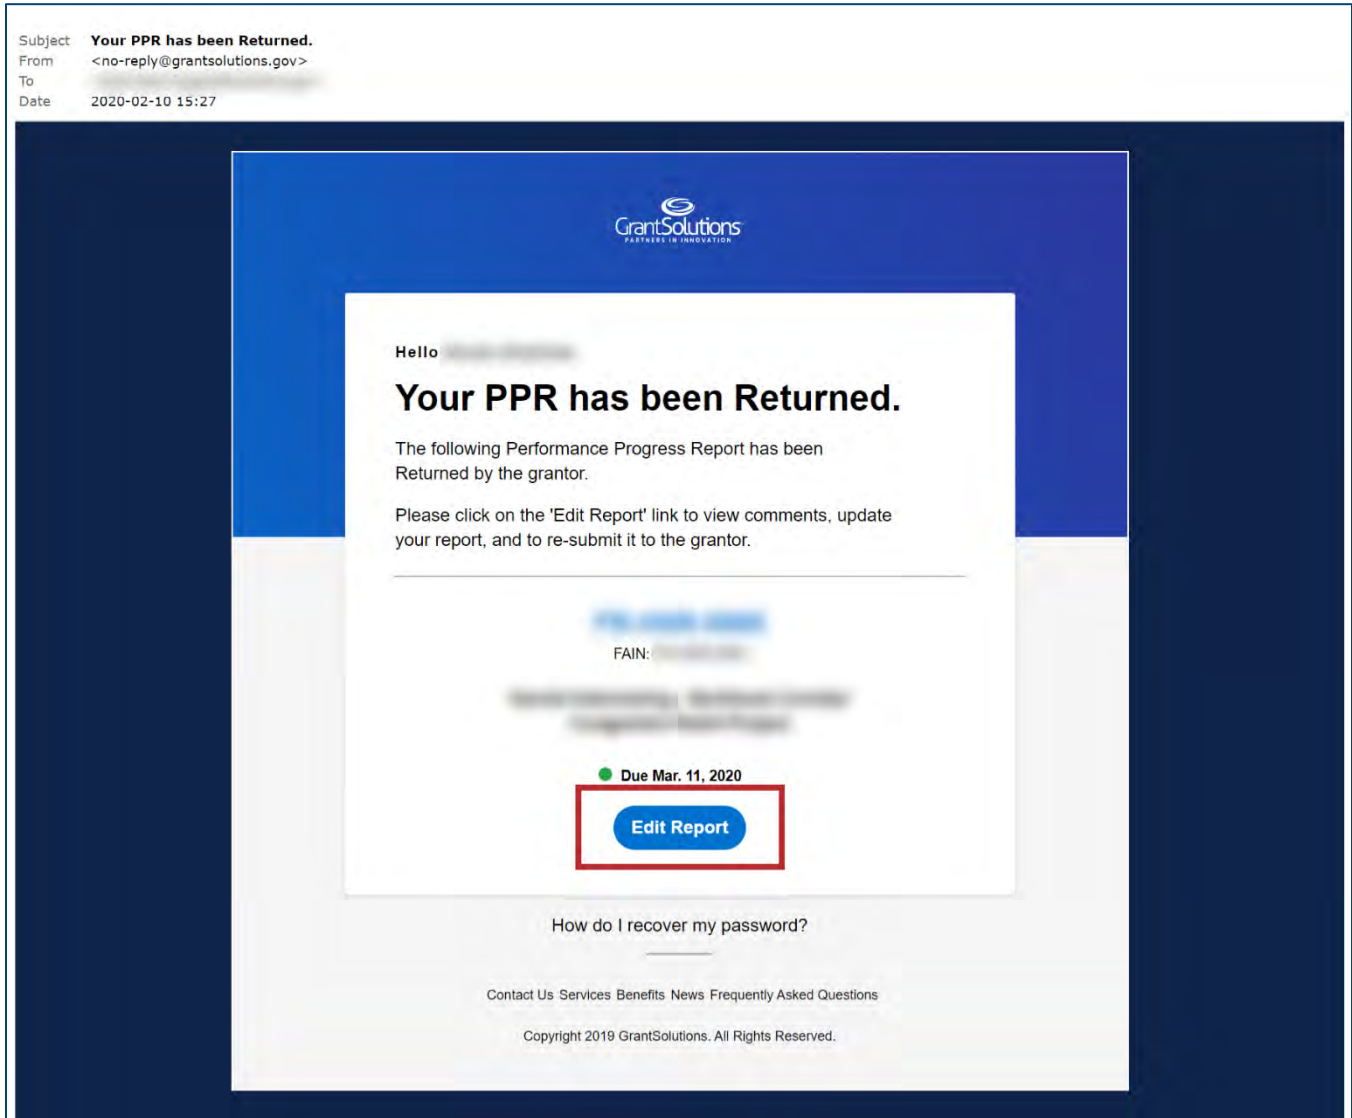 Subject Your PPR has been Returned.
From <no-reply@grantsolutions.gov>
To
Date 2020-02-10 15:27
GrantSolutions
PARTNERS IN INNOVATION
Hello
Your PPR has been Returned.
The following Performance Progress Report has been
Returned by the grantor.
Please click on the 'Edit Report' link to view comments, update
your report, and to re-submit it to the grantor.
FAIN:
Due Mar. 11, 2020
Edit Report
How do I recover my password?
Contact Us Services Benefits News Frequently Asked Questions
Copyright 2019 GrantSolutions. All Rights Reserved.